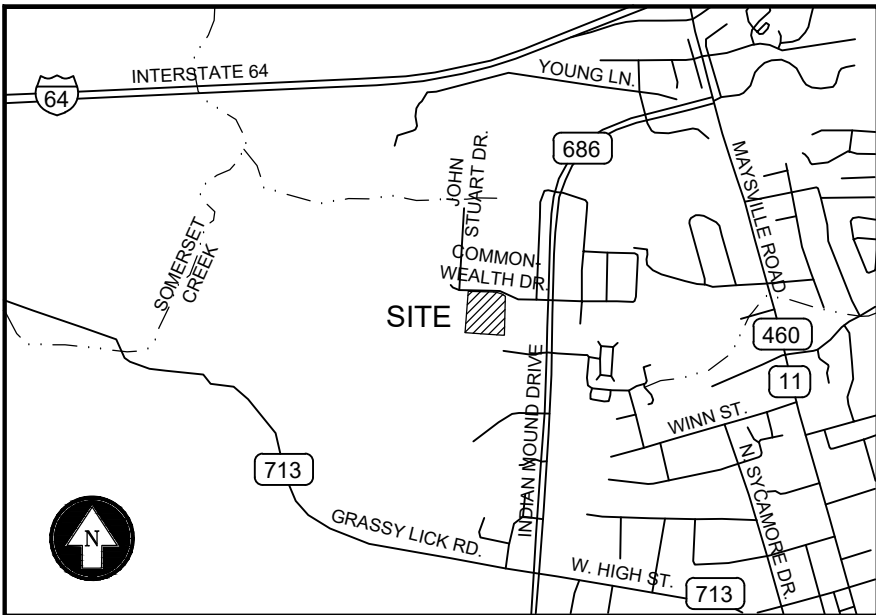 INTERSTATE 64
64
YOUNG LN.
686
JOHN
STUART DR.
MAYSVILLE ROAD
SOMERSET
CREEK
COMMON-
WEALTH DR.
SITE
460
11
INDIAN MOUND DRIVE
WINN ST.
713
N. SYCAMORE DR.
N
GRASSY LICK RD.
W. HIGH ST.
713